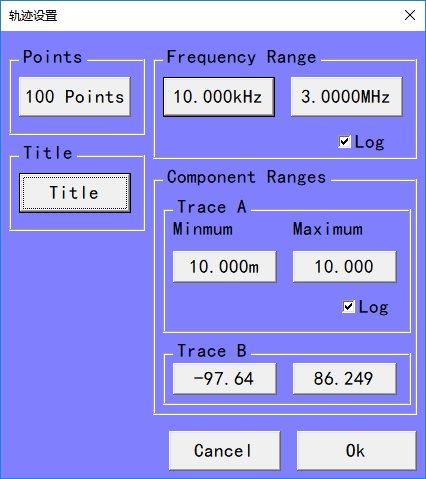 轨迹设置
Points
100 Points
Title
Title
Frequency Range
10.000kHz 3.0000MHz
Log
Component Ranges
Trace A
Minmum Maximum
10.000m 10.000
Log
Trace B
-97.64 86.249
Cancel Ok